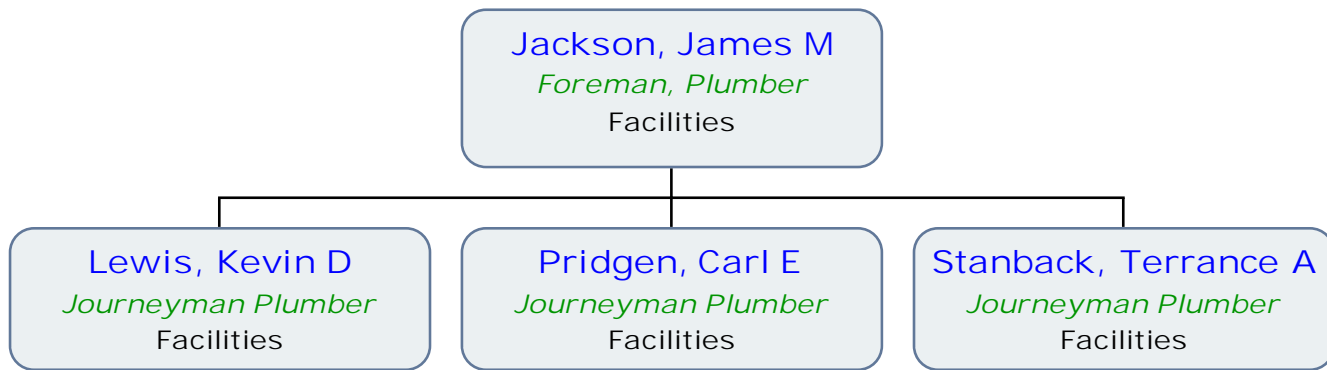 Jackson, James M
Foreman, Plumber
Facilities
Lewis, Kevin D
Journeyman Plumber
Facilities
Pridgen, Carl E
Journeyman Plumber
Facilities
Stanback, Terrance A
Journeyman Plumber
Facilities